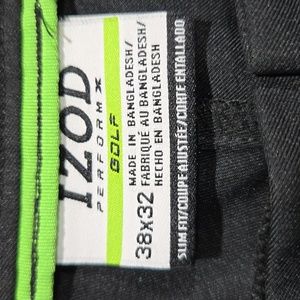 IZOD
PERFORM X
GOLF
MADE IN BANGLADESH/
FABRIQUÉ AU BANGLADESH/
HECHO EN BANGLADESH
38x32
SLIM FIT/COUPE AJUSTÉE/CORTE ENTALLADO